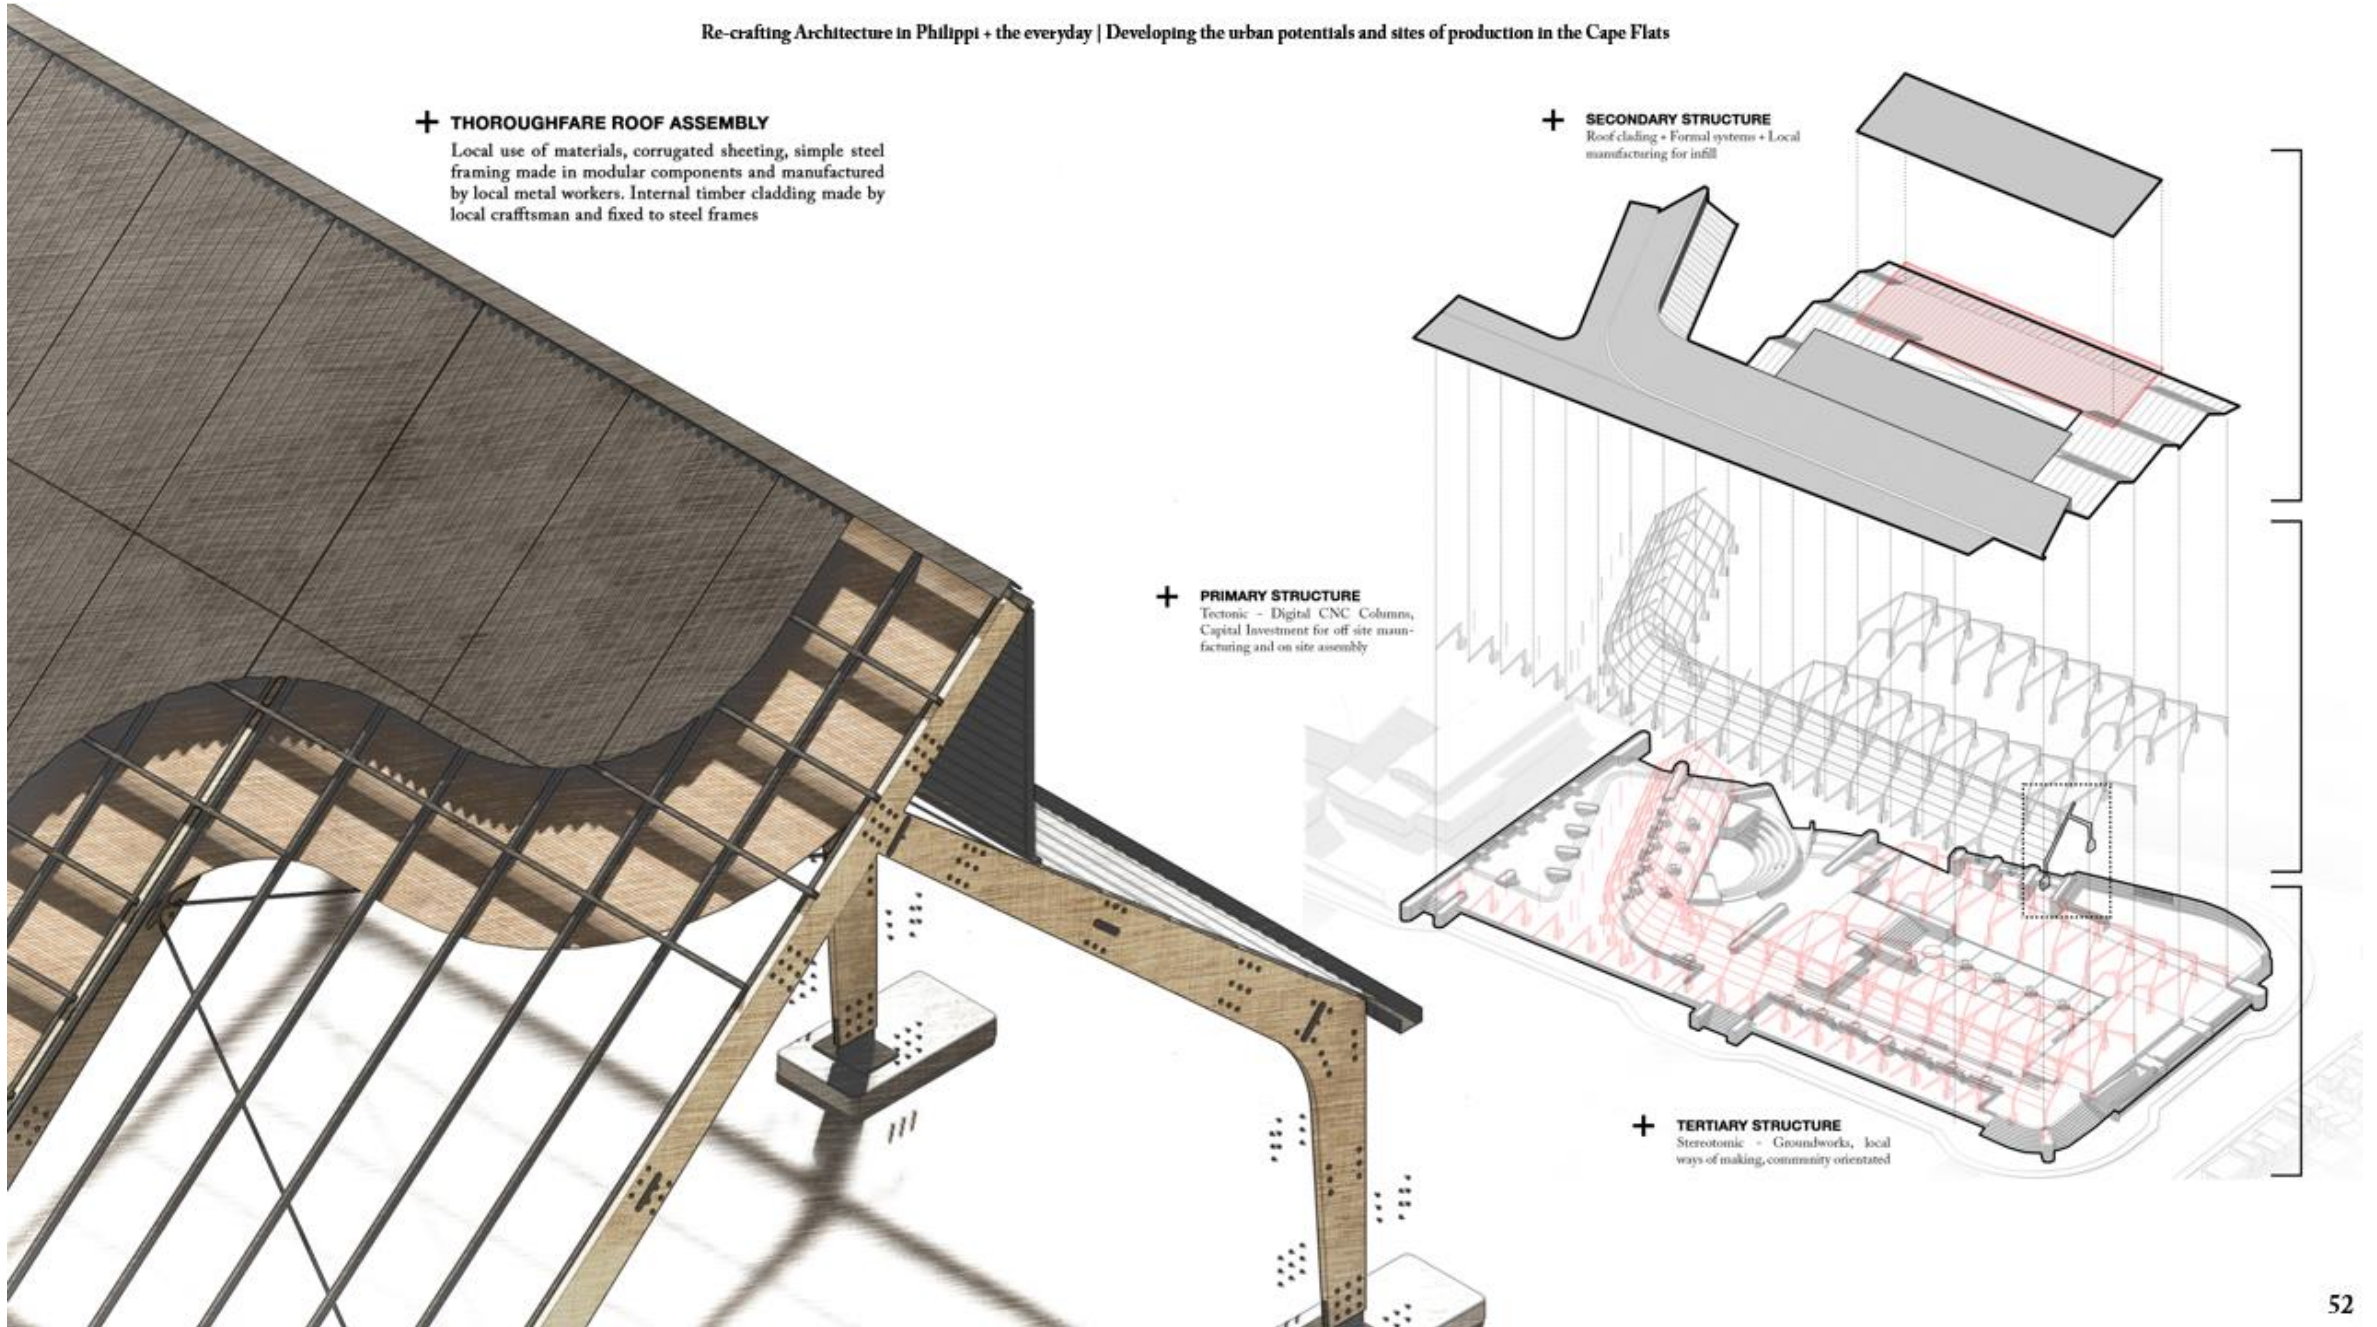 Re-crafting Architecture in Philippi + the everyday | Developing the urban potentials and sites of production in the Cape Flats
+ THOROUGHFARE ROOF ASSEMBLY
Local use of materials, corrugated sheeting, simple steel
framing made in modular components and manufactured
by local metal workers. Internal timber cladding made by
local crafftsman and fixed to steel frames
+ SECONDARY STRUCTURE
Roof clading + Formal systems + Local
manufacturing for infill
+ PRIMARY STRUCTURE
Tectonic - Digital CNC Columns,
Capital Investment for off site maun-
facturing and on site assembly
+ TERTIARY STRUCTURE
Stereotomic - Groundworks, local
ways of making, community orientated
52